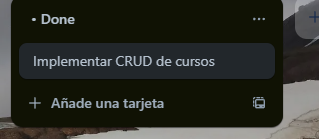 • Done
Implementar CRUD de cursos
+ Añade una tarjeta